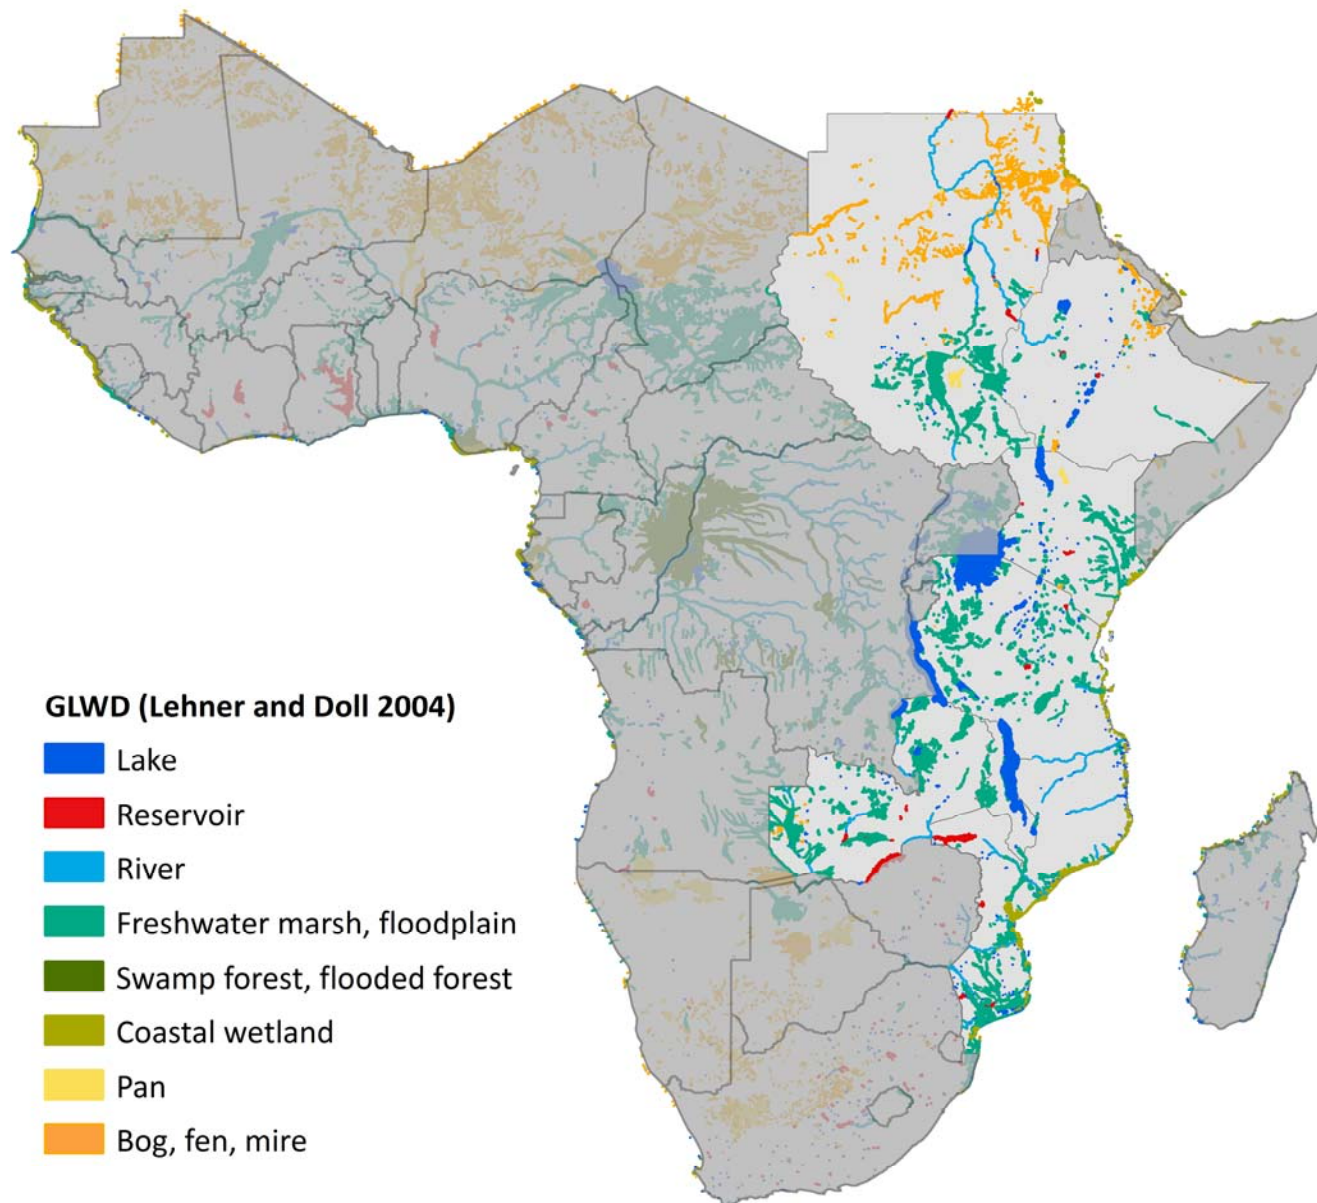 GLWD (Lehner and Doll 2004)
Lake
Reservoir
River
Freshwater marsh, floodplain
Swamp forest, flooded forest
Coastal wetland
Pan
Bog, fen, mire